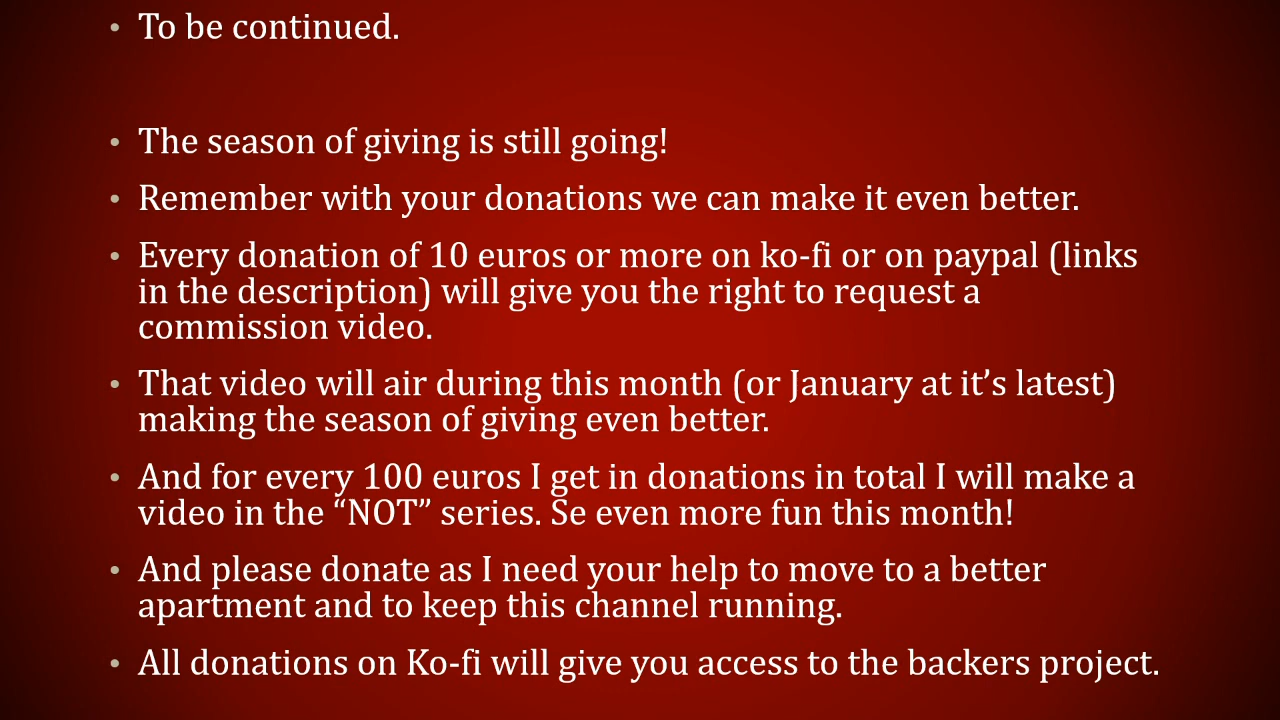 • To be continued.
• The season of giving is still going!
• Remember with your donations we can make it even better.
• Every donation of 10 euros or more on ko-fi or on paypal (links
in the description) will give you the right to request a
commission video.
• That video will air during this month (or January at it’s latest)
making the season of giving even better.
• And for every 100 euros I get in donations in total I will make a
video in the “NOT” series. Se even more fun this month!
• And please donate as I need your help to move to a better
apartment and to keep this channel running.
• All donations on Ko-fi will give you access to the backers project.